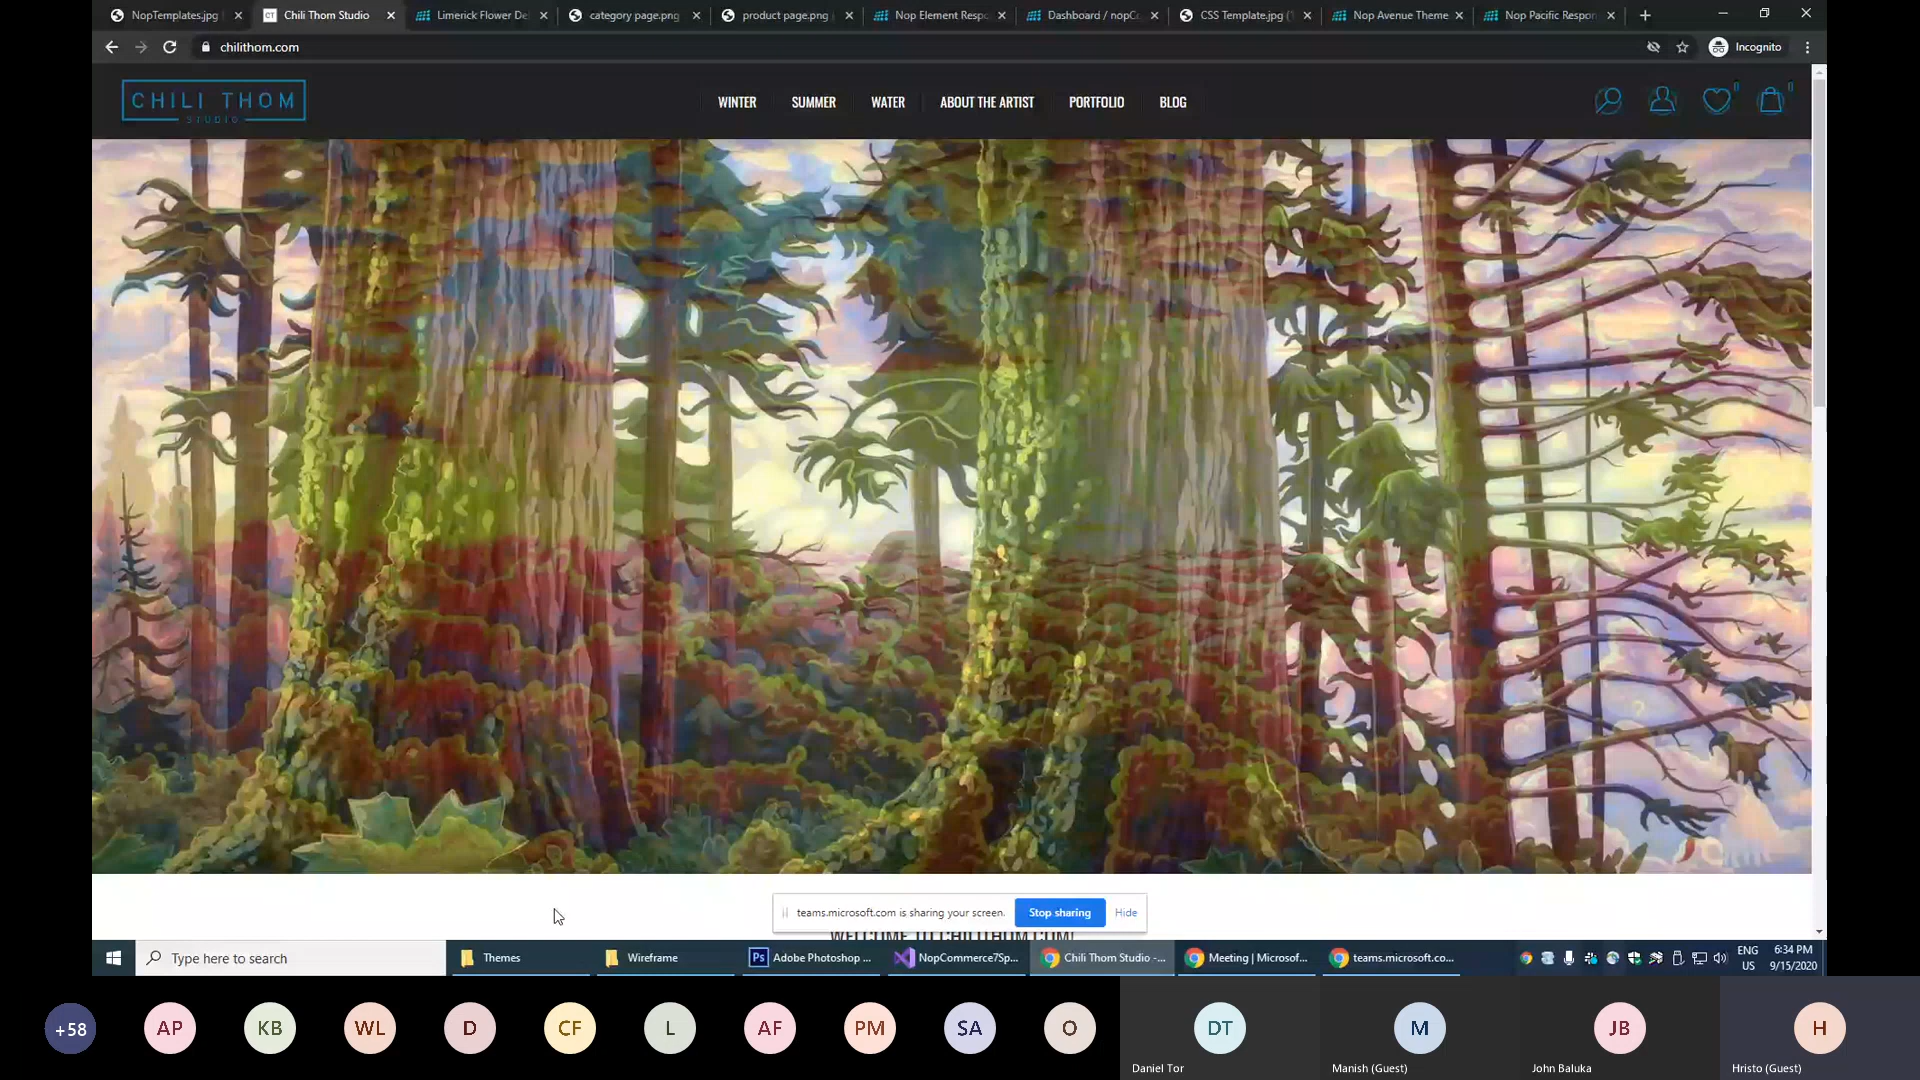 NopTemplates.jpg
Chili Thom Studio
Limerick Flower De
category page.png
product page.png
Nop Element Respo
Dashboard / nopC
CSS Template.jpg
Nop Avenue Theme
Nop Pacific Respon
chilithom.com
Incognito
CHILI THOM
STUDIO
WINTER
SUMMER
WATER
ABOUT THE ARTIST
PORTFOLIO
BLOG
teams.microsoft.com is sharing your screen.
Stop sharing
Hide
WELCOME TO CHILITHOM.COM!
Type here to search
Themes
Wireframe
Adobe Photoshop ...
NopCommerce7Sp...
Chili Thom Studio -...
Meeting | Microsof...
teams.microsoft.co...
ENG
US
6:34 PM
9/15/2020
+58
AP
KB
WL
D
CF
L
AF
PM
SA
O
DT
Daniel Tor
M
Manish (Guest)
JB
John Baluka
H
Hristo (Guest)